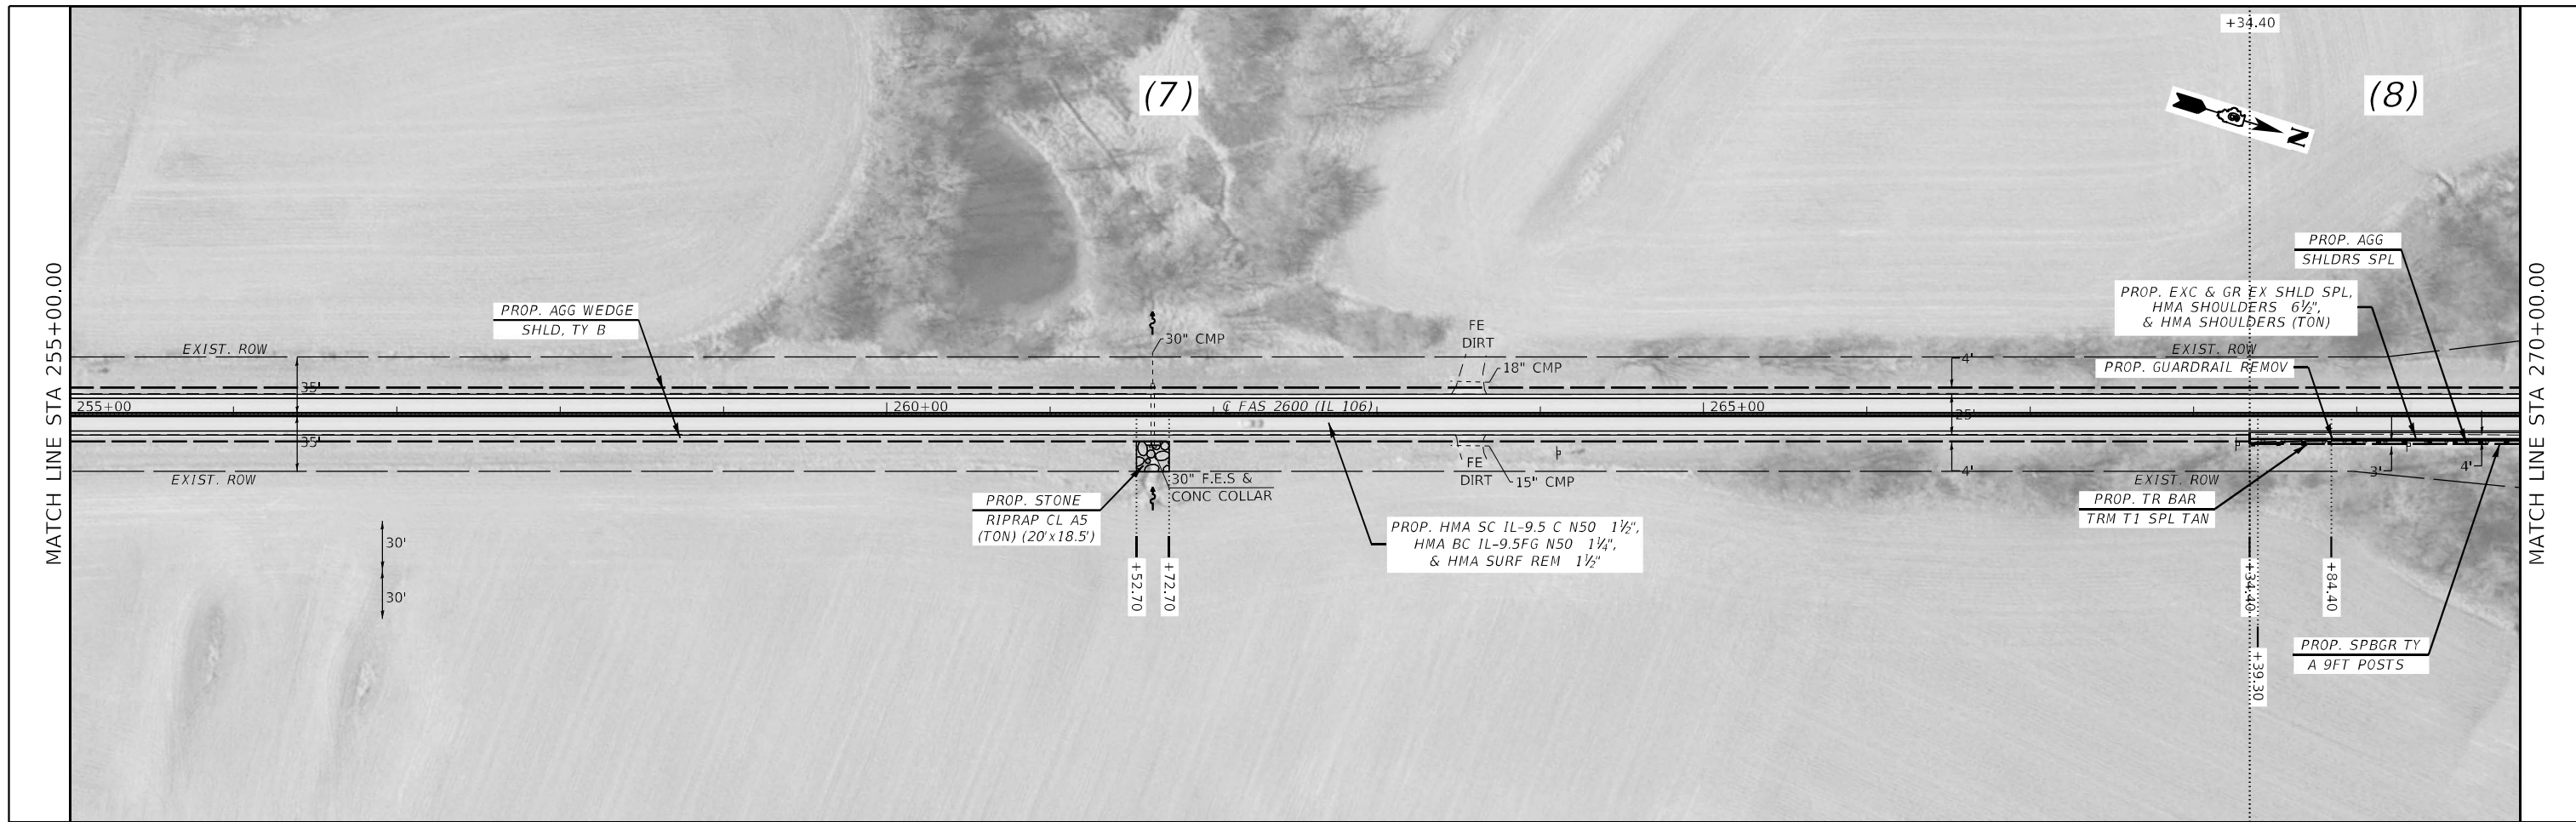 +34.40
(7)
(8)
N
MATCH LINE STA 255+00.00
MATCH LINE STA 270+00.00
PROP. AGG
SHLDRS SPL
PROP. EXC & GR EX SHLD SPL,
HMA SHOULDERS 6½",
& HMA SHOULDERS (TON)
PROP. AGG WEDGE
SHLD, TY B
30" CMP
FE
DIRT
18" CMP
EXIST. ROW
EXIST. ROW
4'
PROP. GUARDRAIL REMOV
35'
255+00
260+00
℄ FAS 2600 (IL 106)
265+00
25'
35'
4'
FE
DIRT
15" CMP
3'
4'
EXIST. ROW
EXIST. ROW
30" F.E.S &
CONC COLLAR
PROP. STONE
RIPRAP CL A5
(TON) (20'x18.5')
PROP. TR BAR
TRM T1 SPL TAN
PROP. HMA SC IL-9.5 C N50 1½",
HMA BC IL-9.5FG N50 1¼",
& HMA SURF REM 1½"
30'
30'
+52.70
+72.70
+34.40
+84.40
+39.30
PROP. SPBGR TY
A 9FT POSTS